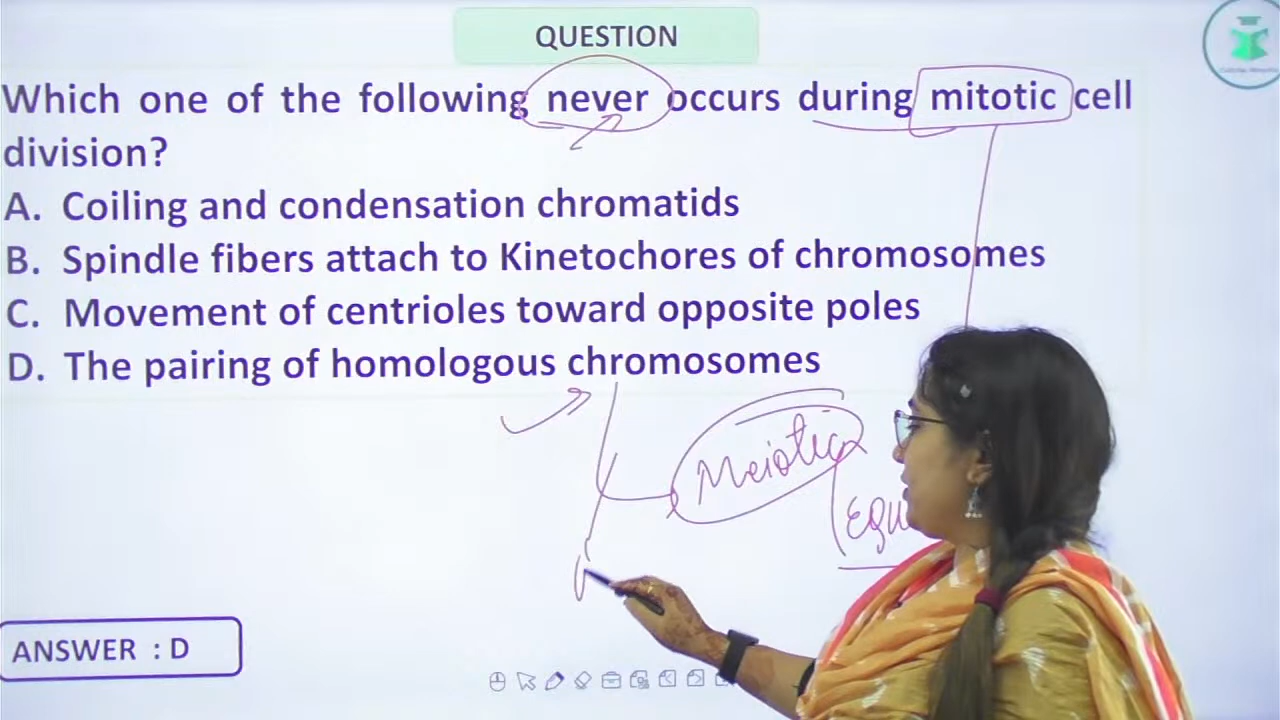 QUESTION
Which one of the following never occurs during mitotic cell
division?
A. Coiling and condensation chromatids
B. Spindle fibers attach to Kinetochores of chromosomes
C. Movement of centrioles toward opposite poles
D. The pairing of homologous chromosomes
Meiotic
Equ
ANSWER : D